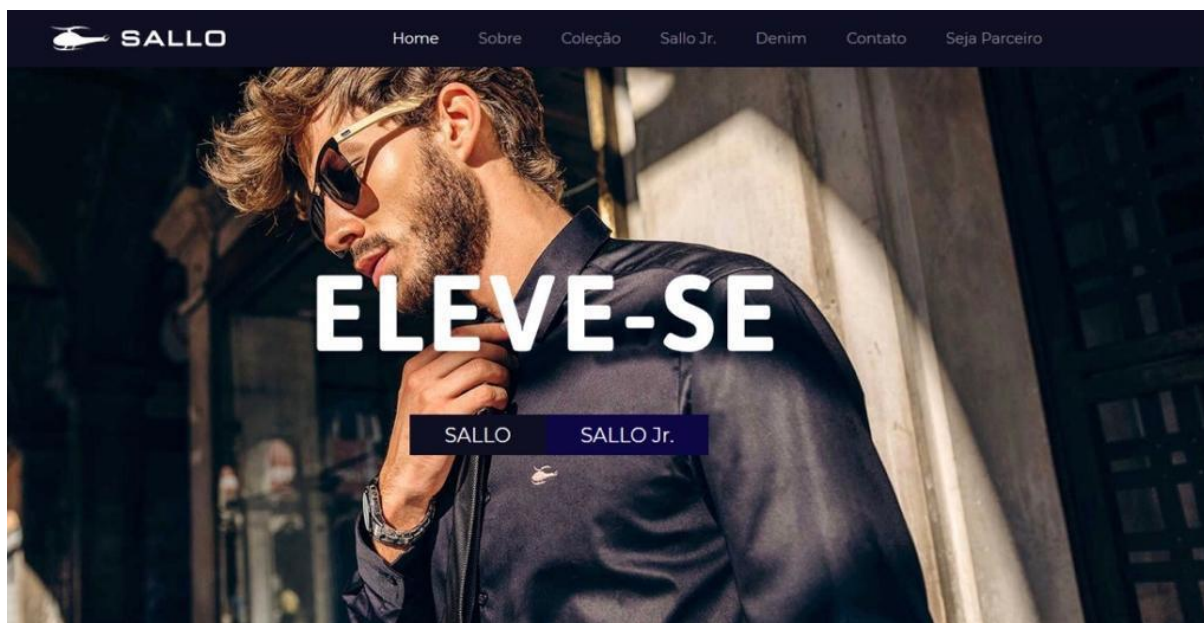 SALLO
Home Sobre Coleção Sallo Jr. Denim Contato Seja Parceiro
ELEVE-SE
SALLO SALLO Jr.